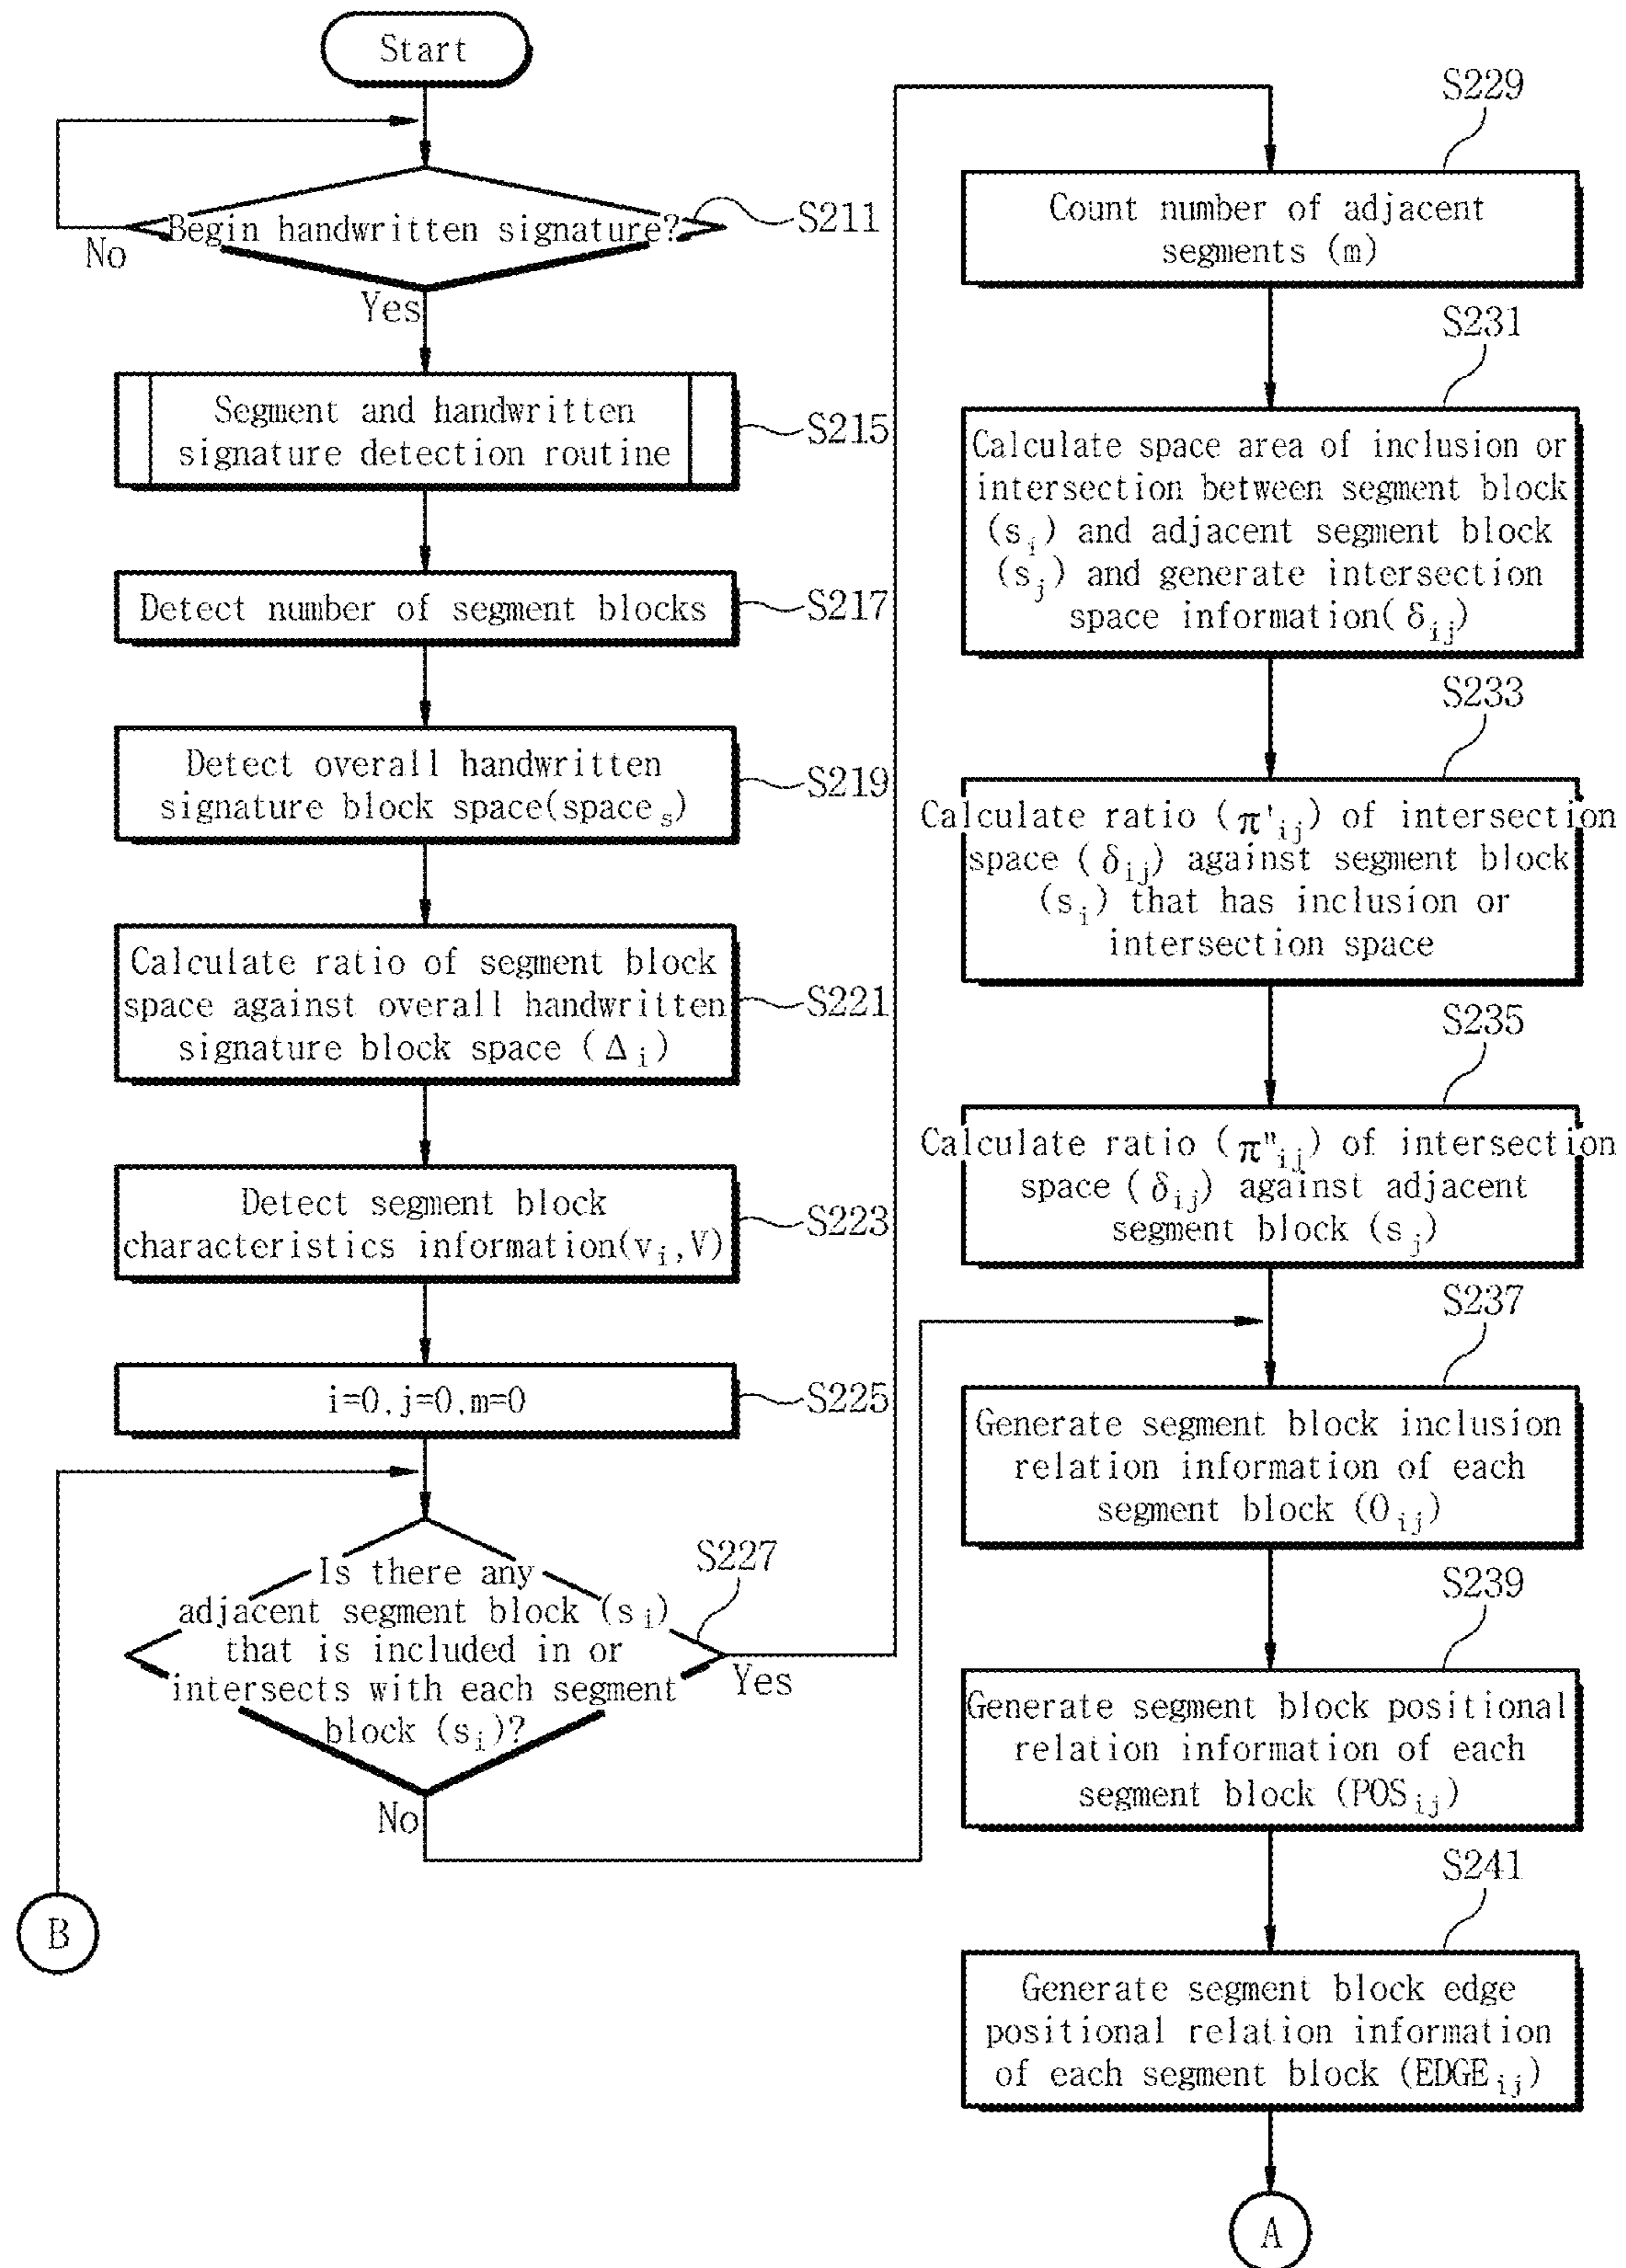 Start
Begin handwritten signature?
S211
No
Yes
Segment and handwritten
signature detection routine
S215
Detect number of segment blocks
S217
Detect overall handwritten
signature block space(space s)
S219
Calculate ratio of segment block
space against overall handwritten
signature block space (Δi)
S221
Detect segment block
characteristics information(vi,V)
S223
i=0,j=0,m=0
S225
Is there any
adjacent segment block (si)
that is included in or
intersects with each segment
block (si)?
S227
Yes
No
B
S229
Count number of adjacent
segments (m)
S231
Calculate space area of inclusion or
intersection between segment block
(si) and adjacent segment block
(sj) and generate intersection
space information(δij)
S233
Calculate ratio (π'ij) of intersection
space (δij) against segment block
(si) that has inclusion or
intersection space
S235
Calculate ratio (π"ij) of intersection
space (δij) against adjacent
segment block (sj)
S237
Generate segment block inclusion
relation information of each
segment block (Oij)
S239
Generate segment block positional
relation information of each
segment block (POSij)
S241
Generate segment block edge
positional relation information
of each segment block (EDGEij)
A